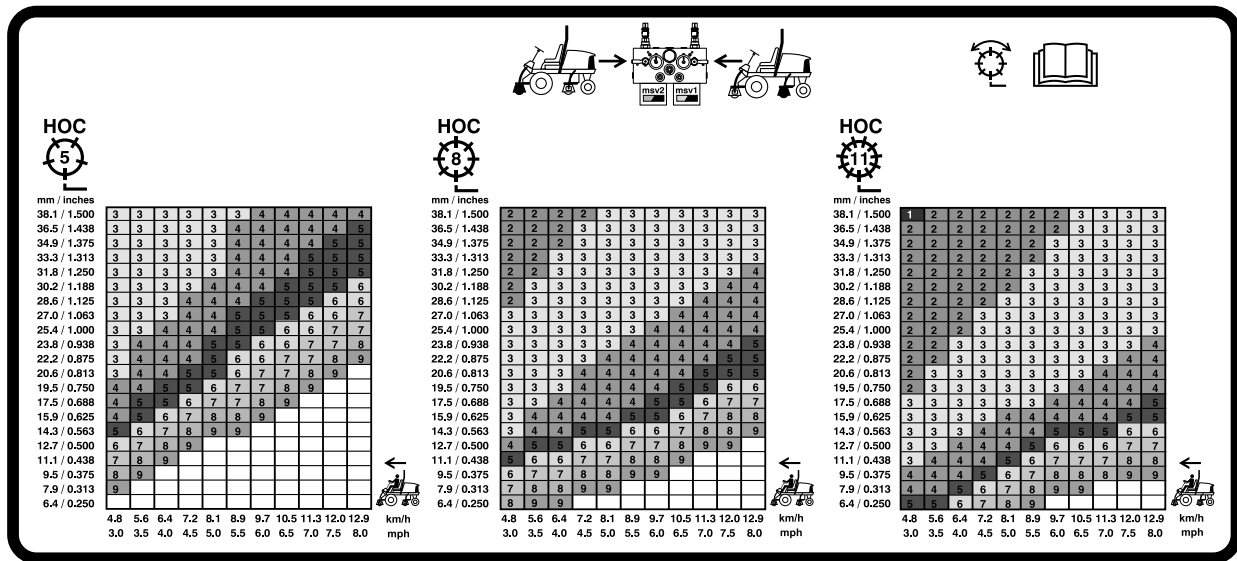 msv2 msv1
HOC
5
mm / inches
38.1 / 1.500 3 3 3 3 3 3 4 4 4 4 4
36.5 / 1.438 3 3 3 3 3 4 4 4 4 4 5
34.9 / 1.375 3 3 3 3 3 4 4 4 4 5 5
33.3 / 1.313 3 3 3 3 3 4 4 4 5 5 5
31.8 / 1.250 3 3 3 3 3 4 4 4 5 5 5
30.2 / 1.188 3 3 3 3 4 4 4 5 5 5 6
28.6 / 1.125 3 3 3 4 4 4 5 5 5 6 6
27.0 / 1.063 3 3 3 4 4 5 5 5 6 6 7
25.4 / 1.000 3 3 4 4 4 5 5 6 6 7 7
23.8 / 0.938 3 4 4 4 5 5 6 6 7 7 8
22.2 / 0.875 3 4 4 4 5 6 6 7 7 8 9
20.6 / 0.813 3 4 4 5 5 6 7 7 8 9
19.5 / 0.750 4 4 5 5 6 7 7 8 9
17.5 / 0.688 4 5 5 6 7 7 8 9
15.9 / 0.625 4 5 6 7 7 8 9
14.3 / 0.563 5 6 7 8 9 9
12.7 / 0.500 6 7 8 9
11.1 / 0.438 7 8 9
9.5 / 0.375 8 9
7.9 / 0.313 9
6.4 / 0.250
4.8 5.6 6.4 7.2 8.1 8.9 9.7 10.5 11.3 12.0 12.9 km/h
3.0 3.5 4.0 4.5 5.0 5.5 6.0 6.5 7.0 7.5 8.0 mph
HOC
8
mm / inches
38.1 / 1.500 2 2 2 2 3 3 3 3 3 3 3
36.5 / 1.438 2 2 2 3 3 3 3 3 3 3 3
34.9 / 1.375 2 2 2 3 3 3 3 3 3 3 3
33.3 / 1.313 2 2 3 3 3 3 3 3 3 3 3
31.8 / 1.250 2 2 3 3 3 3 3 3 3 3 4
30.2 / 1.188 2 3 3 3 3 3 3 3 3 4 4
28.6 / 1.125 2 3 3 3 3 3 3 3 4 4 4
27.0 / 1.063 3 3 3 3 3 3 3 4 4 4 4
25.4 / 1.000 3 3 3 3 3 3 4 4 4 4 4
23.8 / 0.938 3 3 3 3 3 4 4 4 4 4 5
22.2 / 0.875 3 3 3 4 4 4 4 4 4 5 5
20.6 / 0.813 3 3 3 4 4 4 4 4 5 5 5
19.5 / 0.750 3 3 3 4 4 4 4 5 5 6 6
17.5 / 0.688 3 3 4 4 4 5 5 6 7 7
15.9 / 0.625 3 4 4 4 5 5 6 7 8 8
14.3 / 0.563 3 4 4 5 5 6 6 7 8 8 9
12.7 / 0.500 4 5 5 6 6 7 7 8 9 9
11.1 / 0.438 5 6 6 7 7 8 8 9
9.5 / 0.375 6 7 7 8 8 9 9
7.9 / 0.313 7 8 8 9 9
6.4 / 0.250 8 9 9
4.8 5.6 6.4 7.2 8.1 8.9 9.7 10.5 11.3 12.0 12.9 km/h
3.0 3.5 4.0 4.5 5.0 5.5 6.0 6.5 7.0 7.5 8.0 mph
HOC
11
mm / inches
38.1 / 1.500 1 2 2 2 2 2 2 3 3 3 3
36.5 / 1.438 2 2 2 2 2 2 2 3 3 3 3
34.9 / 1.375 2 2 2 2 2 2 3 3 3 3 3
33.3 / 1.313 2 2 2 2 2 2 3 3 3 3 3
31.8 / 1.250 2 2 2 2 2 3 3 3 3 3 3
30.2 / 1.188 2 2 2 2 2 3 3 3 3 3 3
28.6 / 1.125 2 2 2 2 3 3 3 3 3 3 3
27.0 / 1.063 2 2 2 3 3 3 3 3 3 3 3
25.4 / 1.000 2 2 2 3 3 3 3 3 3 3 3
23.8 / 0.938 2 2 3 3 3 3 3 3 3 4 4
22.2 / 0.875 2 2 3 3 3 3 3 3 3 4 4
20.6 / 0.813 2 3 3 3 3 3 3 3 4 4 4
19.5 / 0.750 2 3 3 3 3 3 3 4 4 4 4
17.5 / 0.688 3 3 3 3 3 3 4 4 4 4 5
15.9 / 0.625 3 3 3 3 4 4 4 4 4 5 5
14.3 / 0.563 3 3 3 4 4 4 5 5 5 6 6
12.7 / 0.500 3 3 4 4 4 5 6 6 6 7 7
11.1 / 0.438 3 4 4 4 5 6 6 7 7 8 8
9.5 / 0.375 4 4 4 5 6 7 7 8 8 9 9
7.9 / 0.313 4 4 5 6 7 8 9 9
6.4 / 0.250 5 5 6 7 8 9
4.8 5.6 6.4 7.2 8.1 8.9 9.7 10.5 11.3 12.0 12.9 km/h
3.0 3.5 4.0 4.5 5.0 5.5 6.0 6.5 7.0 7.5 8.0 mph